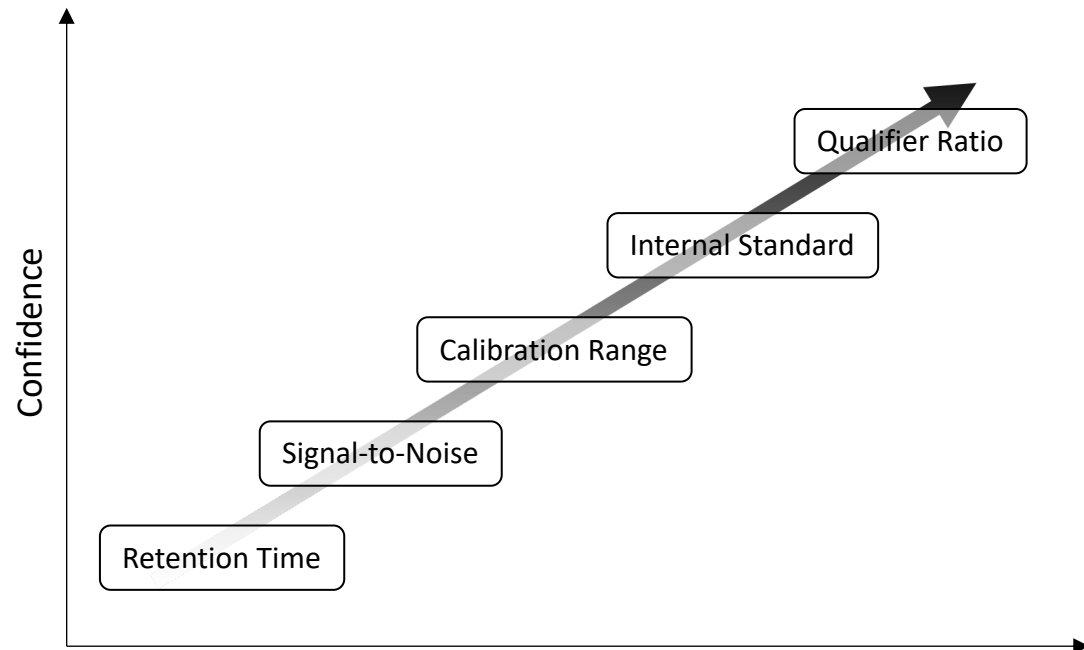 Qualifier Ratio
Internal Standard
Confidence
Calibration Range
Signal-to-Noise
Retention Time